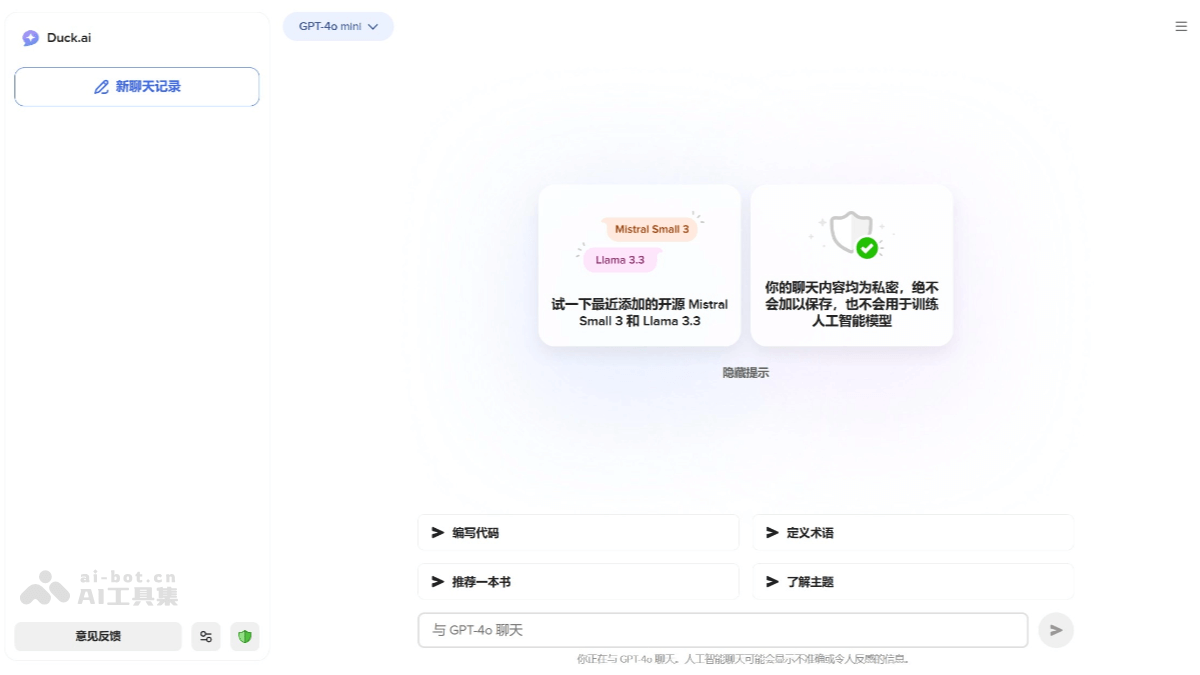 Duck.ai
GPT-4o mini
新聊天记录
Mistral Small 3
Llama 3.3
试一下最近添加的开源 Mistral
Small 3 和 Llama 3.3
你的聊天内容均为私密，绝不
会加以保存，也不会用于训练
人工智能模型
隐藏提示
编写代码
定义术语
推荐一本书
了解主题
ai-bot.cn
AI工具集
意见反馈
与 GPT-4o 聊天
你正在与 GPT-4o 聊天。人工智能聊天可能会显示不准确或令人反感的信息。